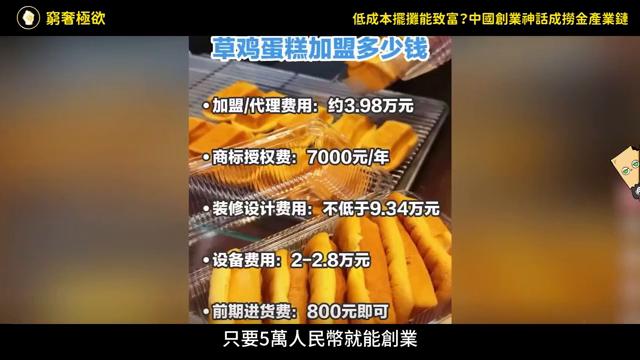 窮奢極欲
低成本擺攤能致富？中國創業神話成撈金產業鏈
草鸡蛋糕加盟多少钱
•加盟/代理费用：约3.98万元
•商标授权费：7000元/年
•装修设计费用：不低于9.34万元
•设备费用：2-2.8万元
•前期进货费：800元即可
只要5萬人民幣就能創業